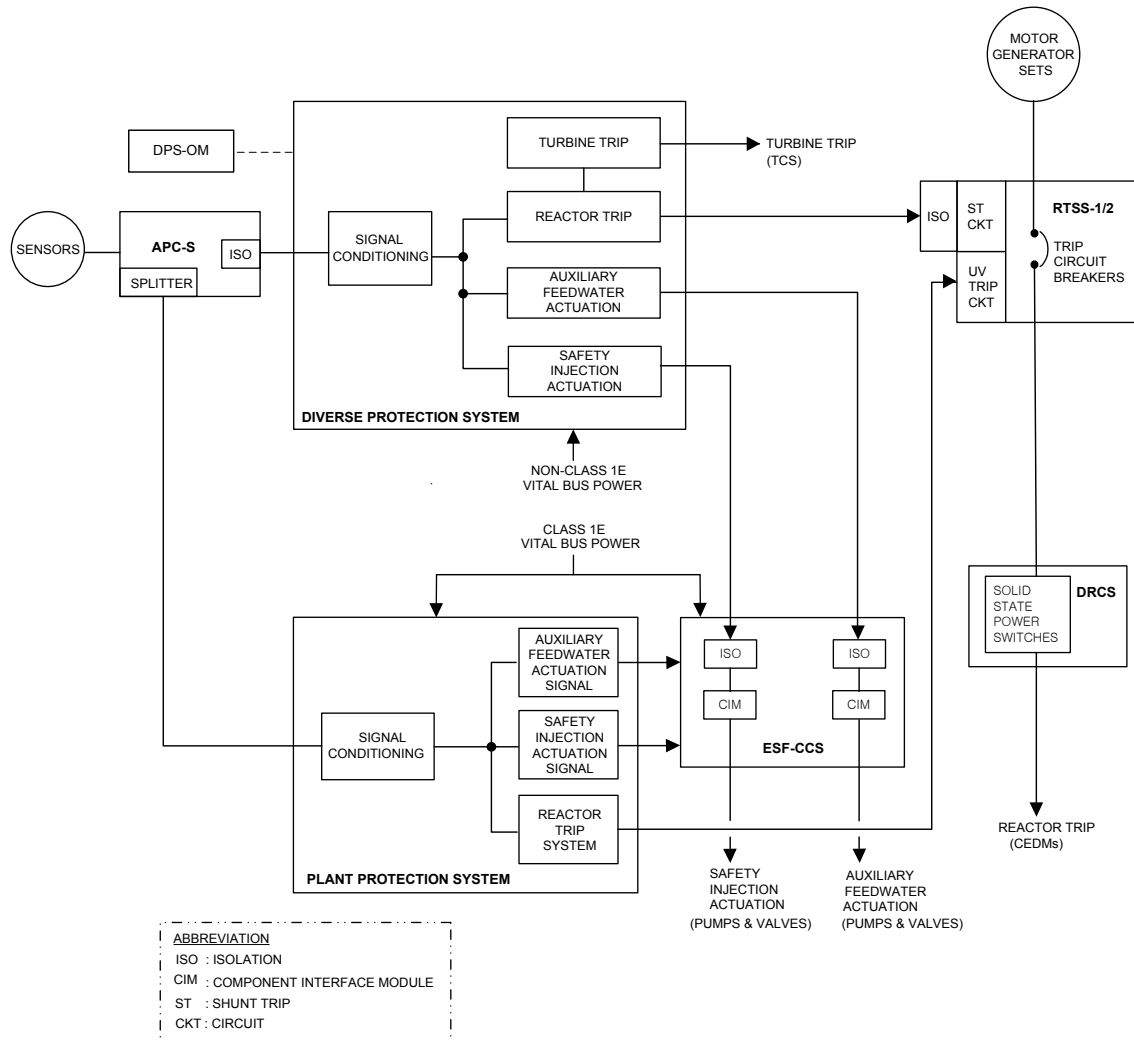 MOTOR
GENERATOR
SETS
DPS-OM
TURBINE TRIP
TURBINE TRIP
(TCS)
SENSORS
APC-S
ISO
SPLITTER
SIGNAL
CONDITIONING
REACTOR TRIP
AUXILIARY
FEEDWATER
ACTUATION
SAFETY
INJECTION
ACTUATION
DIVERSE PROTECTION SYSTEM
ISO
ST
CKT
UV
TRIP
CKT
RTSS-1/2
TRIP
CIRCUIT
BREAKERS
NON-CLASS 1E
VITAL BUS POWER
CLASS 1E
VITAL BUS POWER
SOLID
STATE
POWER
SWITCHES
DRCS
AUXILIARY
FEEDWATER
ACTUATION
SIGNAL
SIGNAL
CONDITIONING
SAFETY
INJECTION
ACTUATION
SIGNAL
REACTOR
TRIP
SYSTEM
PLANT PROTECTION SYSTEM
ISO
ISO
CIM
CIM
ESF-CCS
REACTOR TRIP
(CEDMs)
SAFETY
INJECTION
ACTUATION
(PUMPS & VALVES)
AUXILIARY
FEEDWATER
ACTUATION
(PUMPS & VALVES)
ABBREVIATION
ISO : ISOLATION
CIM : COMPONENT INTERFACE MODULE
ST : SHUNT TRIP
CKT : CIRCUIT